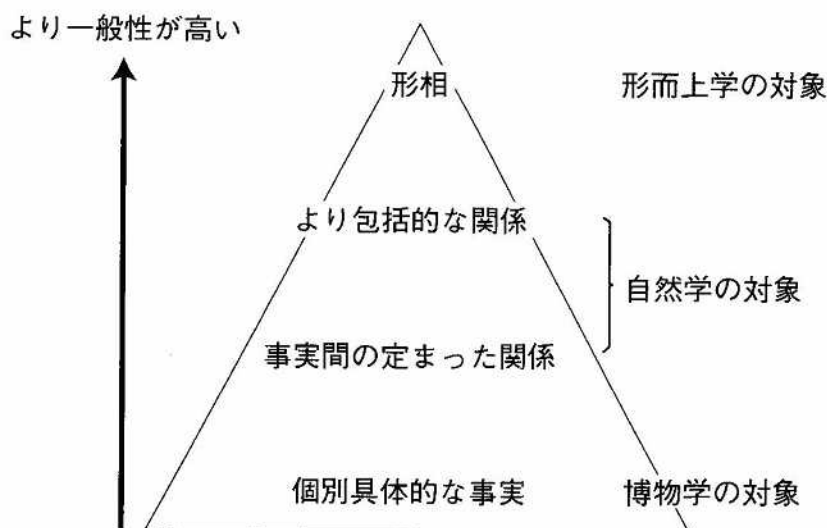 より一般性が高い
形相
形而上学の対象
より包括的な関係
自然学の対象
事実間の定まった関係
個別具体的な事実
博物学の対象